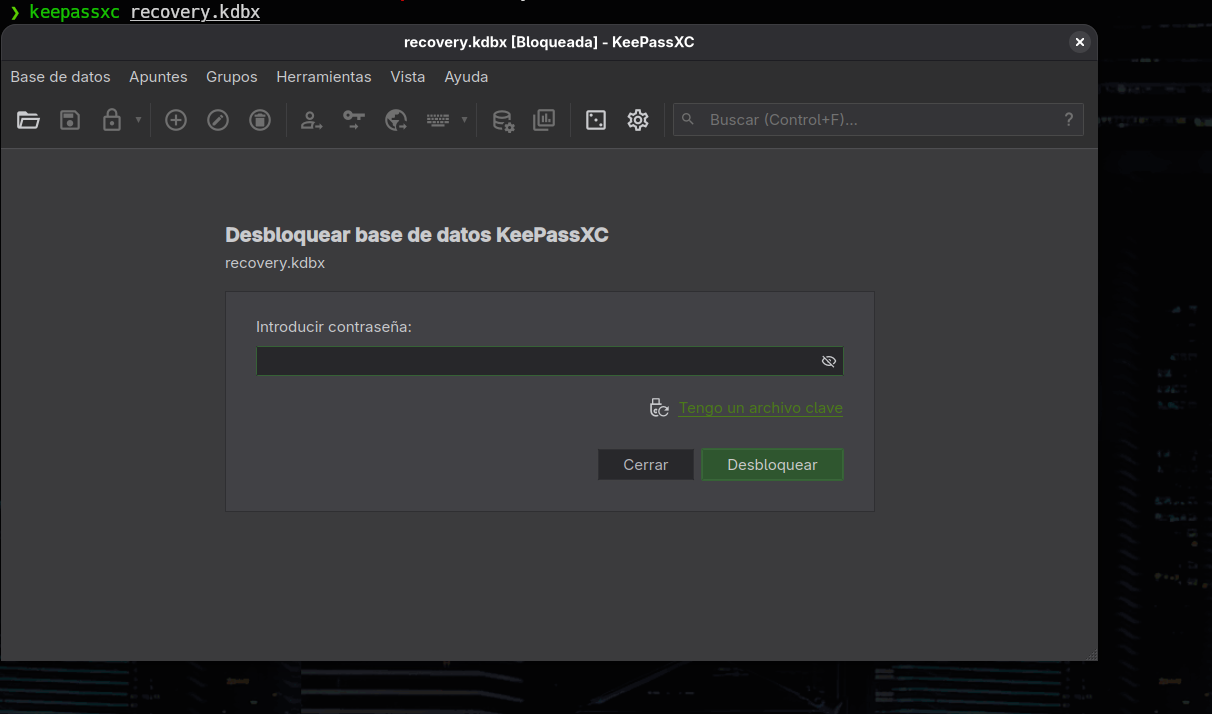 ❯ keepassxc recovery.kdbx
recovery.kdbx [Bloqueada] - KeePassXC
Base de datos Apuntes Grupos Herramientas Vista Ayuda
Buscar (Control+F)... ?
Desbloquear base de datos KeePassXC
recovery.kdbx
Introducir contraseña:
Tengo un archivo clave
Cerrar Desbloquear